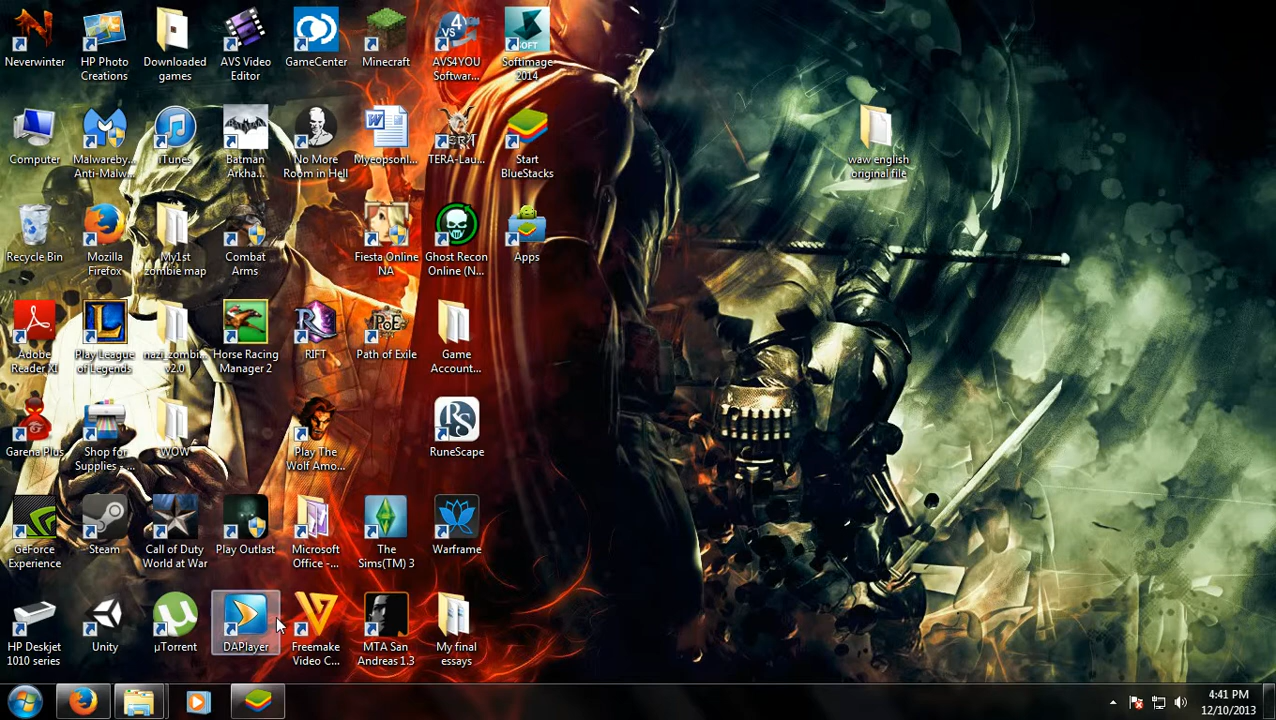 Neverwinter
HP Photo
Creations
Downloaded
games
AVS Video
Editor
GameCenter
Minecraft
AVS4YOU
Softwar...
Softimage
2014
Computer
Malwareby...
Anti-Malw...
iTunes
Batman
Arkha...
No More
Room in Hell
Myeopsonl...
TERA-Lau...
Start
BlueStacks
waw english
original file
Recycle Bin
Mozilla
Firefox
My1st
zombie map
Combat
Arms
Fiesta Online
NA
Ghost Recon
Online (N...
Apps
Adobe
Reader XI
Play League
of Legends
nazi_zombi...
v2.0
Horse Racing
Manager 2
RIFT
Path of Exile
Game
Account...
Garena Plus
Shop for
Supplies - ...
WOW
Play The
Wolf Amo...
RuneScape
GeForce
Experience
Steam
Call of Duty
World at War
Play Outlast
Microsoft
Office -...
The
Sims(TM) 3
Warframe
HP Deskjet
1010 series
Unity
µTorrent
DAPlayer
Freemake
Video C...
MTA San
Andreas 1.3
My final
essays
4:41 PM
12/10/2013